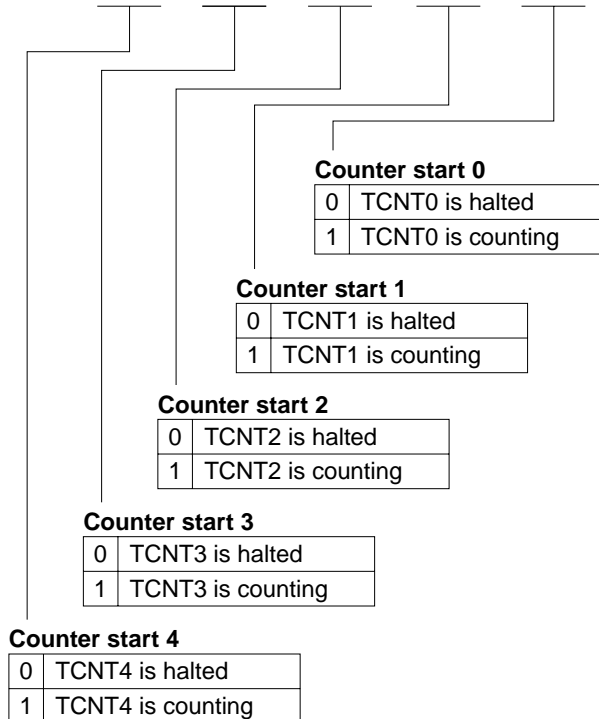 Counter start 0
0 TCNT0 is halted
1 TCNT0 is counting
Counter start 1
0 TCNT1 is halted
1 TCNT1 is counting
Counter start 2
0 TCNT2 is halted
1 TCNT2 is counting
Counter start 3
0 TCNT3 is halted
1 TCNT3 is counting
Counter start 4
0 TCNT4 is halted
1 TCNT4 is counting